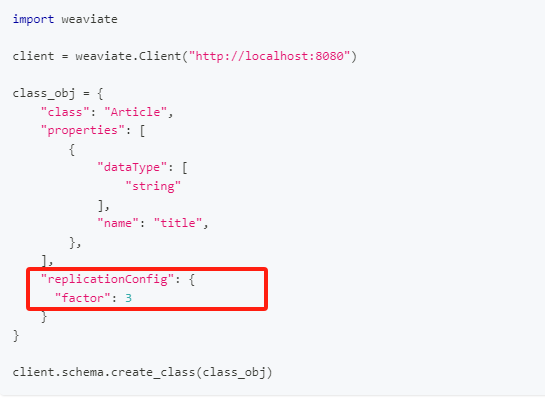 import weaviate
client = weaviate.Client("http://localhost:8080")
class_obj = {
    "class": "Article",
    "properties": [
        {
            "dataType": [
                "string"
            ],
            "name": "title",
        },
    ],
    "replicationConfig": {
      "factor": 3
    }
}
client.schema.create_class(class_obj)